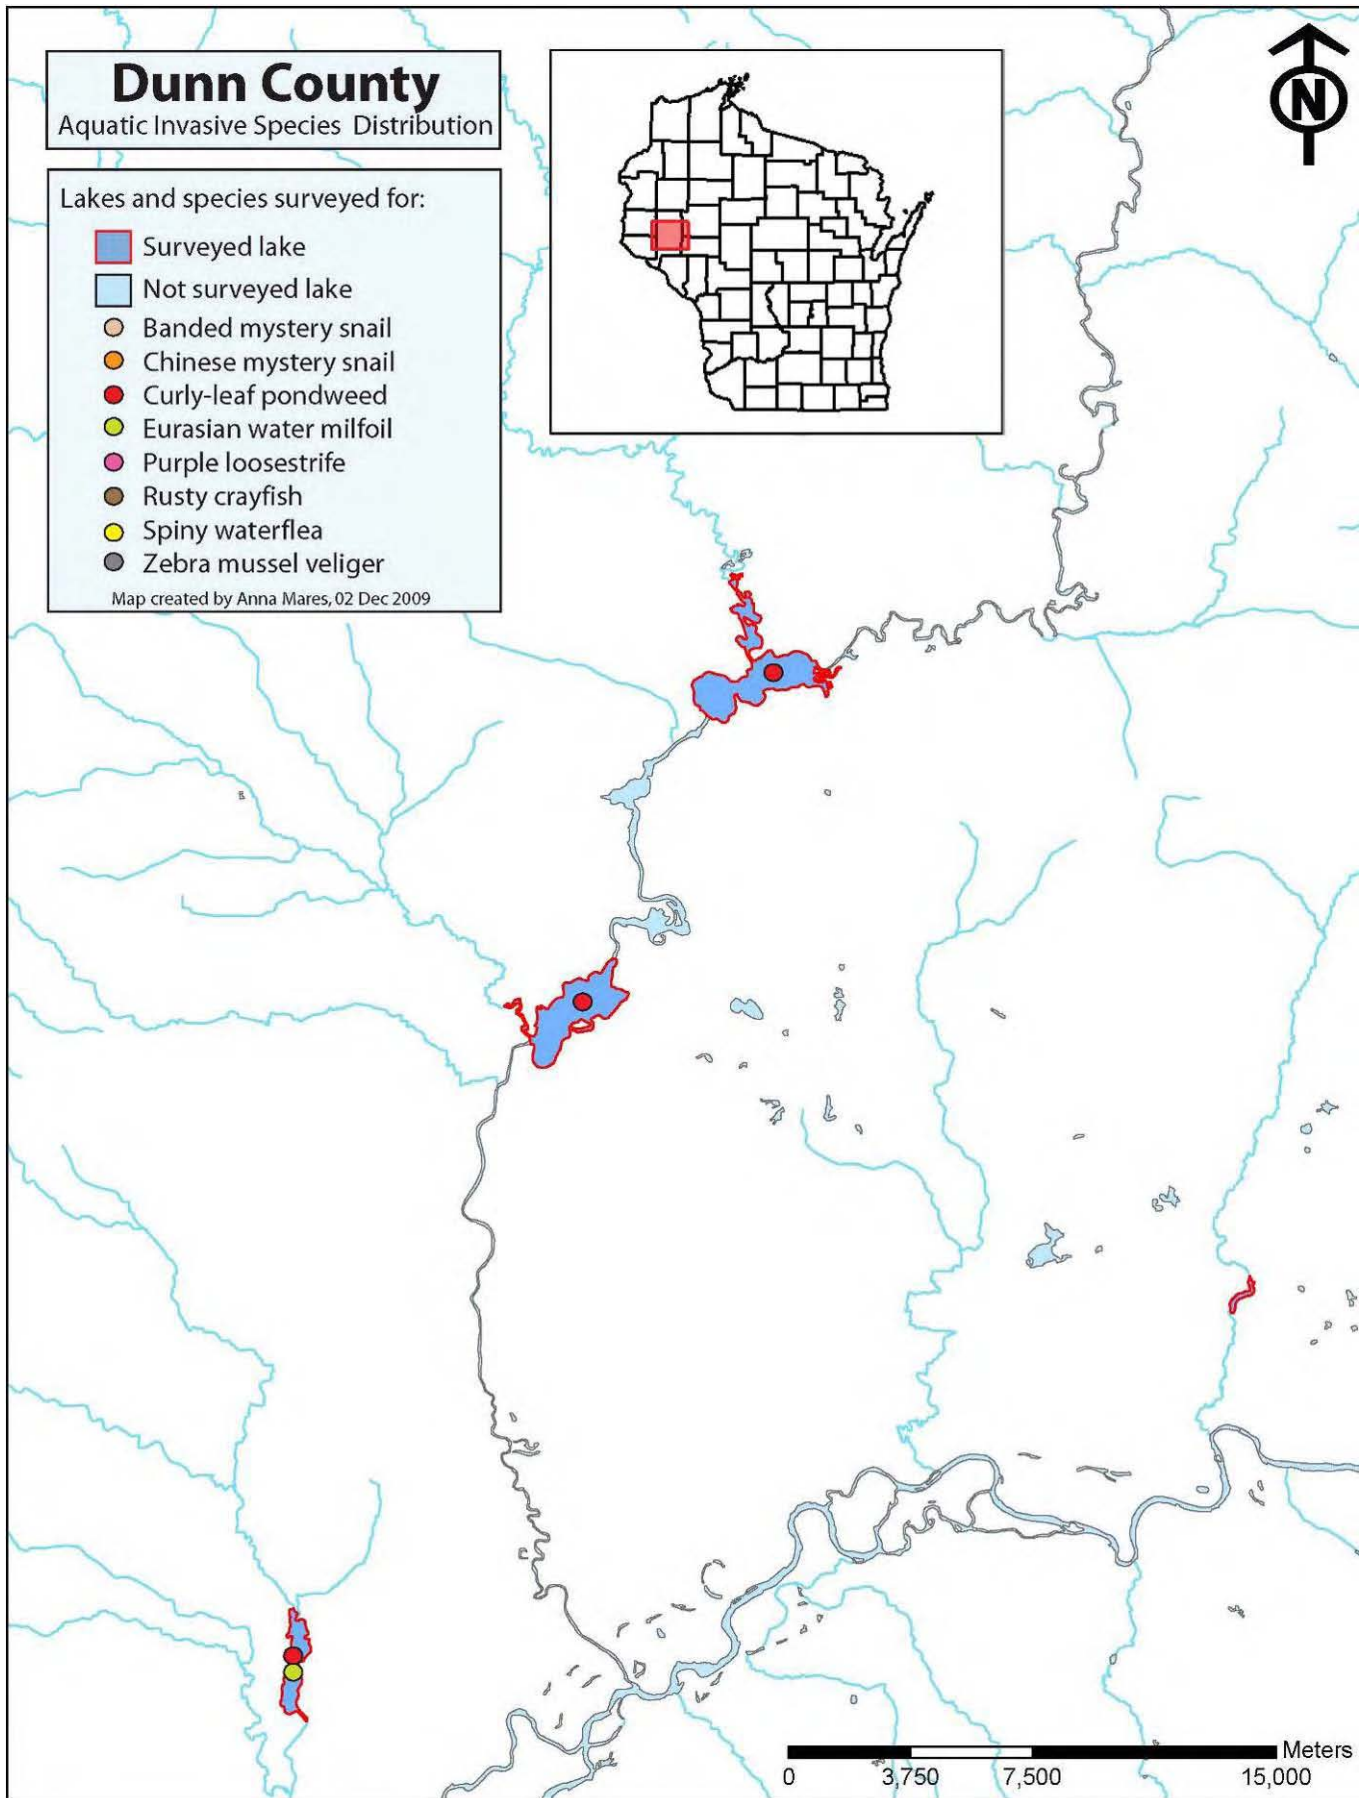 Dunn County
Aquatic Invasive Species Distribution
N
Lakes and species surveyed for:
Surveyed lake
Not surveyed lake
Banded mystery snail
Chinese mystery snail
Curly-leaf pondweed
Eurasian water milfoil
Purple loosestrife
Rusty crayfish
Spiny waterflea
Zebra mussel veliger
Map created by Anna Mares, 02 Dec 2009
Meters
0 3,750 7,500 15,000